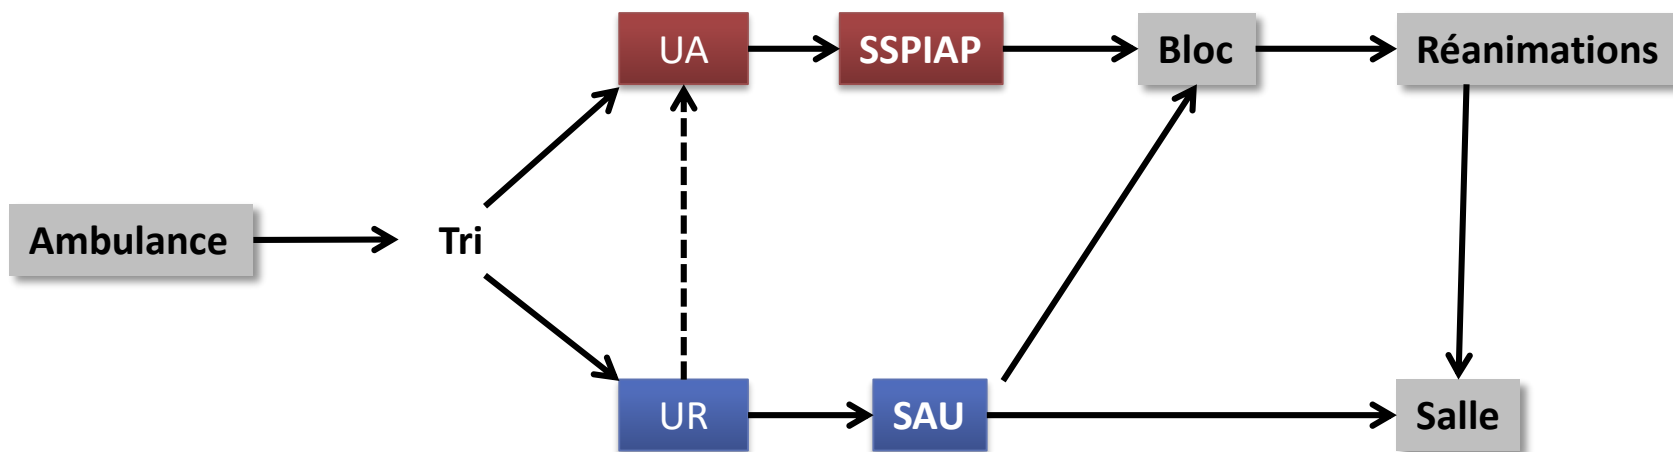 UA
SSPIAP
Bloc
Réanimations
Ambulance
Tri
UR
SAU
Salle